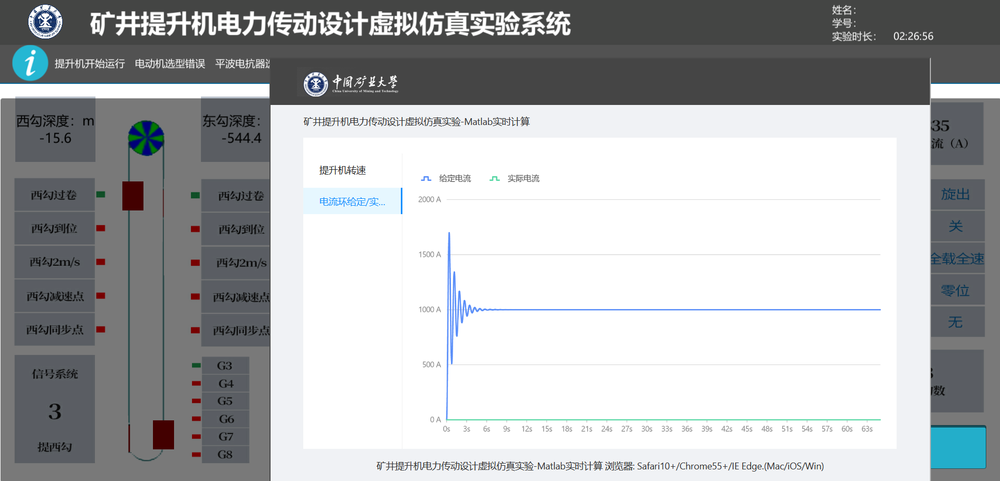 矿井提升机电力传动设计虚拟仿真实验系统
姓名：
学号：
实验时长： 02:26:56
提升机开始运行 电动机选型错误 平波电抗器
中国矿业大学
China University of Mining and Technology
矿井提升机电力传动设计虚拟仿真实验-Matlab实时计算
西勾深度：m
-15.6
东勾深度：
-544.4
西勾过卷
西勾到位
西勾2m/s
西勾减速点
西勾同步点
西勾过卷
西勾到位
西勾2m/s
西勾减速点
西勾同步点
信号系统
3
提西勾
G3
G4
G5
G6
G7
G8
提升机转速
电流环给定/实...
给定电流 实际电流
2000 A
1500 A
1000 A
500 A
0 A
0s 3s 6s 9s 12s 15s 18s 21s 24s 27s 30s 33s 36s 39s 42s 45s 48s 51s 54s 57s 60s 63s
矿井提升机电力传动设计虚拟仿真实验-Matlab实时计算 浏览器: Safari10+/Chrome55+/IE Edge.(Mac/iOS/Win)
35
流（A）
旋出
关
全载全速
零位
无
数